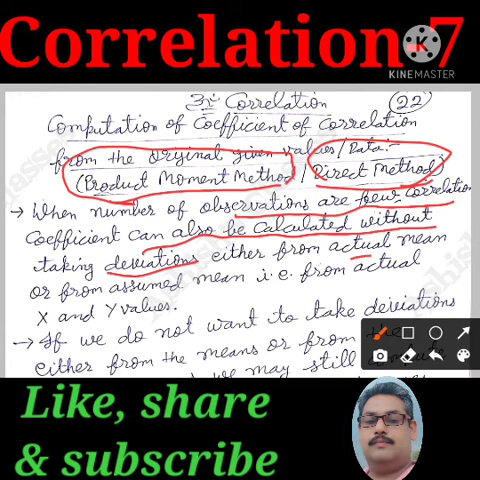 Correlation-7
KINEMASTER
ॐ Correlation (22)
Computation of Coefficient of Correlation
from the original given values / Data:-
(Product Moment Method / Direct Method)
→ When number of observations are few correlation
coefficient can also be calculated without
taking deviations either from actual mean
or from assumed mean i.e. from actual
X and Y values.
→ If we do not want to take deviations
either from the means or from the
we may still
Like, share
& subscribe